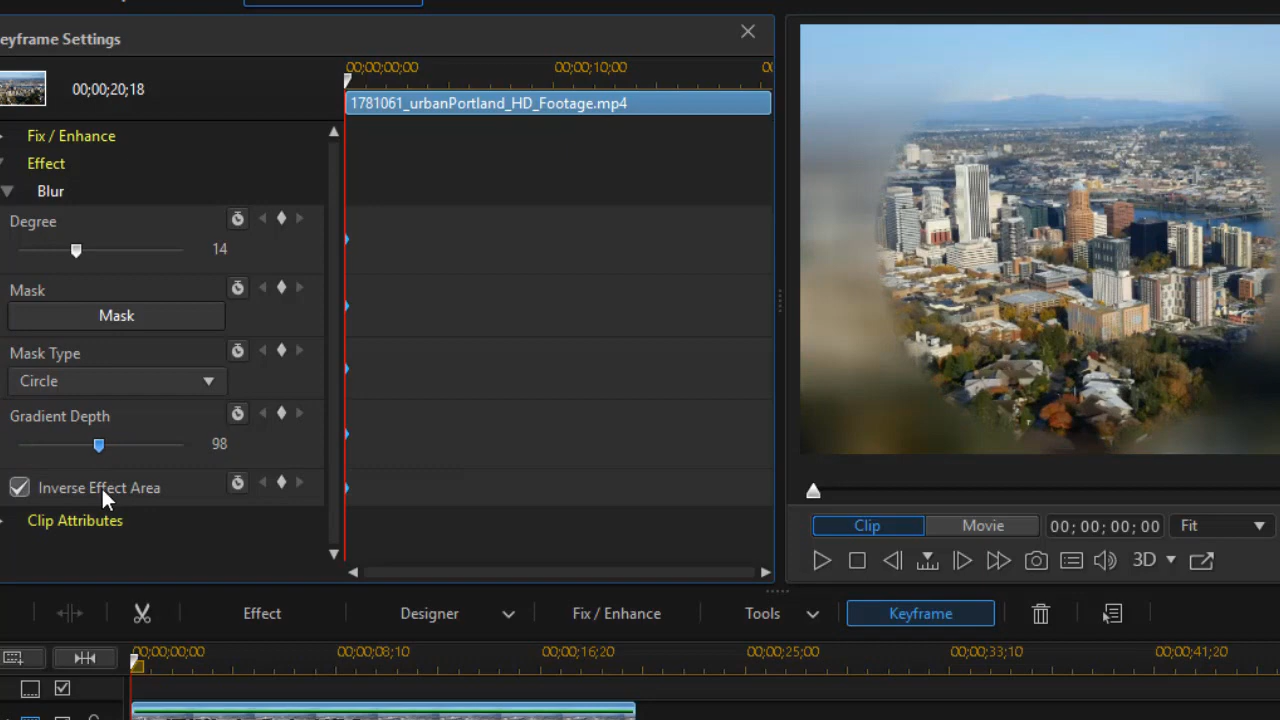 eyframe Settings
00;00;20;18
00;00;00;00
00;00;10;00
1781061_urbanPortland_HD_Footage.mp4
Fix / Enhance
Effect
Blur
Degree
14
Mask
Mask
Mask Type
Circle
Gradient Depth
98
Inverse Effect Area
Clip Attributes
Clip
Movie
00; 00; 00; 00
Fit
3D
Effect
Designer
Fix / Enhance
Tools
Keyframe
00;00;00;00
00;00;08;10
00;00;16;20
00;00;25;00
00;00;33;10
00;00;41;20